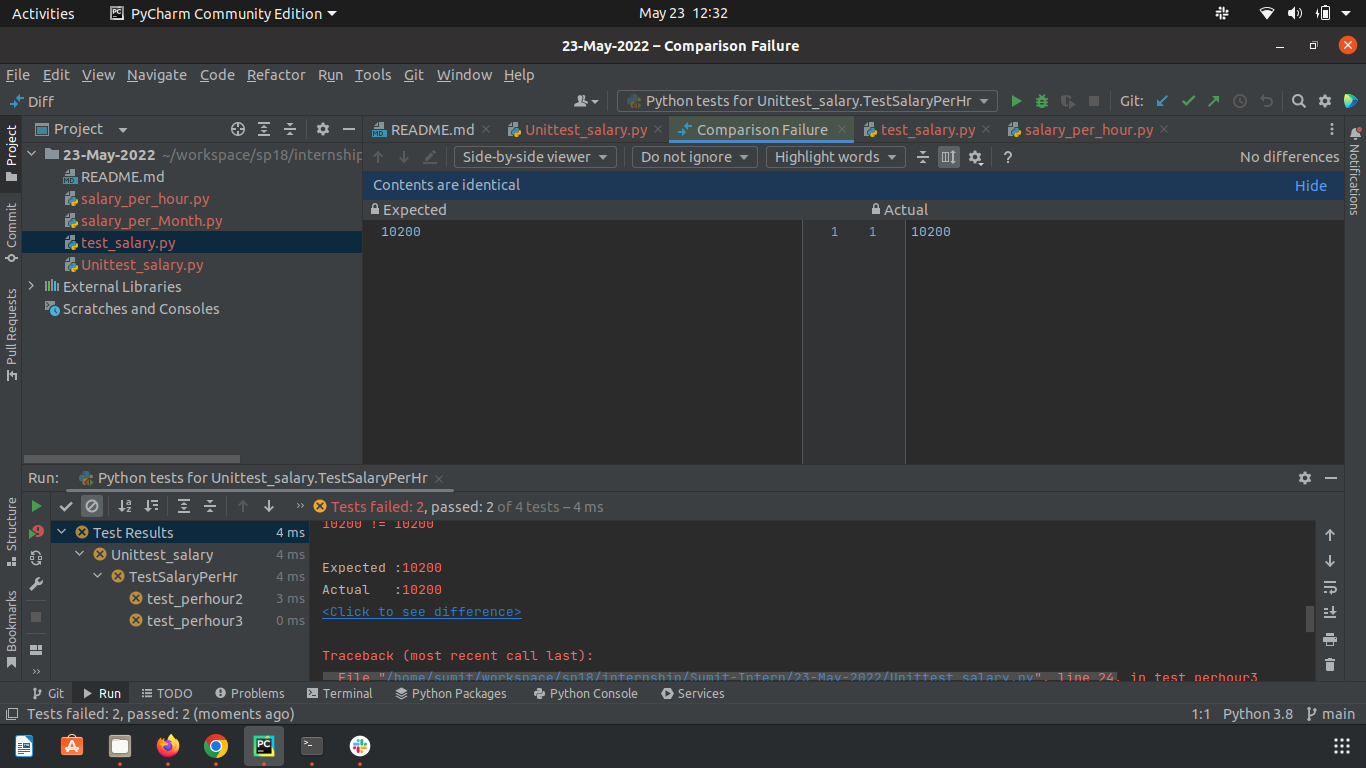 Activities PyCharm Community Edition May 23 12:32
23-May-2022 – Comparison Failure
File Edit View Navigate Code Refactor Run Tools Git Window Help
Diff Python tests for Unittest_salary.TestSalaryPerHr Git:
Project README.md Unittest_salary.py Comparison Failure test_salary.py salary_per_hour.py
23-May-2022 ~/workspace/sp18/internship Side-by-side viewer Do not ignore Highlight words ? No differences
README.md
Contents are identical Hide
salary_per_hour.py
Expected Actual
salary_per_Month.py
10200 1 1 10200
test_salary.py
Unittest_salary.py
External Libraries
Scratches and Consoles
Project
Commit
Pull Requests
Structure
Bookmarks
Notifications
Run: Python tests for Unittest_salary.TestSalaryPerHr
Tests failed: 2, passed: 2 of 4 tests – 4 ms
Test Results 4 ms
Unittest_salary 4 ms
TestSalaryPerHr 4 ms
test_perhour2 3 ms
test_perhour3 0 ms
10200 != 10200
Expected :10200
Actual :10200
<Click to see difference>
Traceback (most recent call last):
File "/home/sumit/workspace/sp18/internship/Sumit-Intern/23-May-2022/Unittest_salary.py", line 24, in test_perhour3
Git Run TODO Problems Terminal Python Packages Python Console Services
Tests failed: 2, passed: 2 (moments ago) 1:1 Python 3.8 main